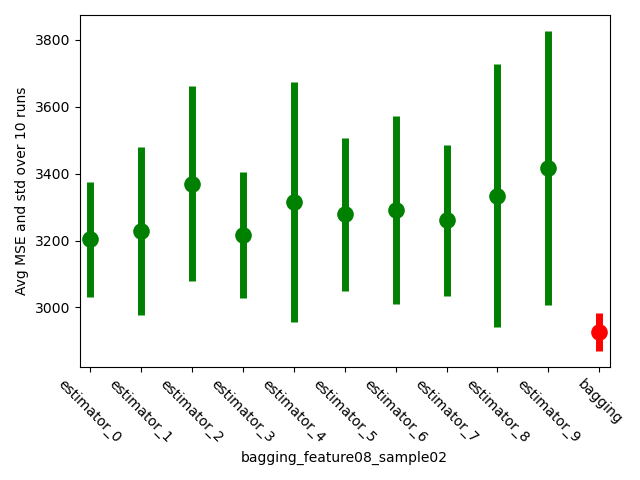 Avg MSE and std over 10 runs
3800
3600
3400
3200
3000
estimator_0
estimator_1
estimator_2
estimator_3
estimator_4
estimator_5
estimator_6
estimator_7
estimator_8
estimator_9
bagging
bagging_feature08_sample02